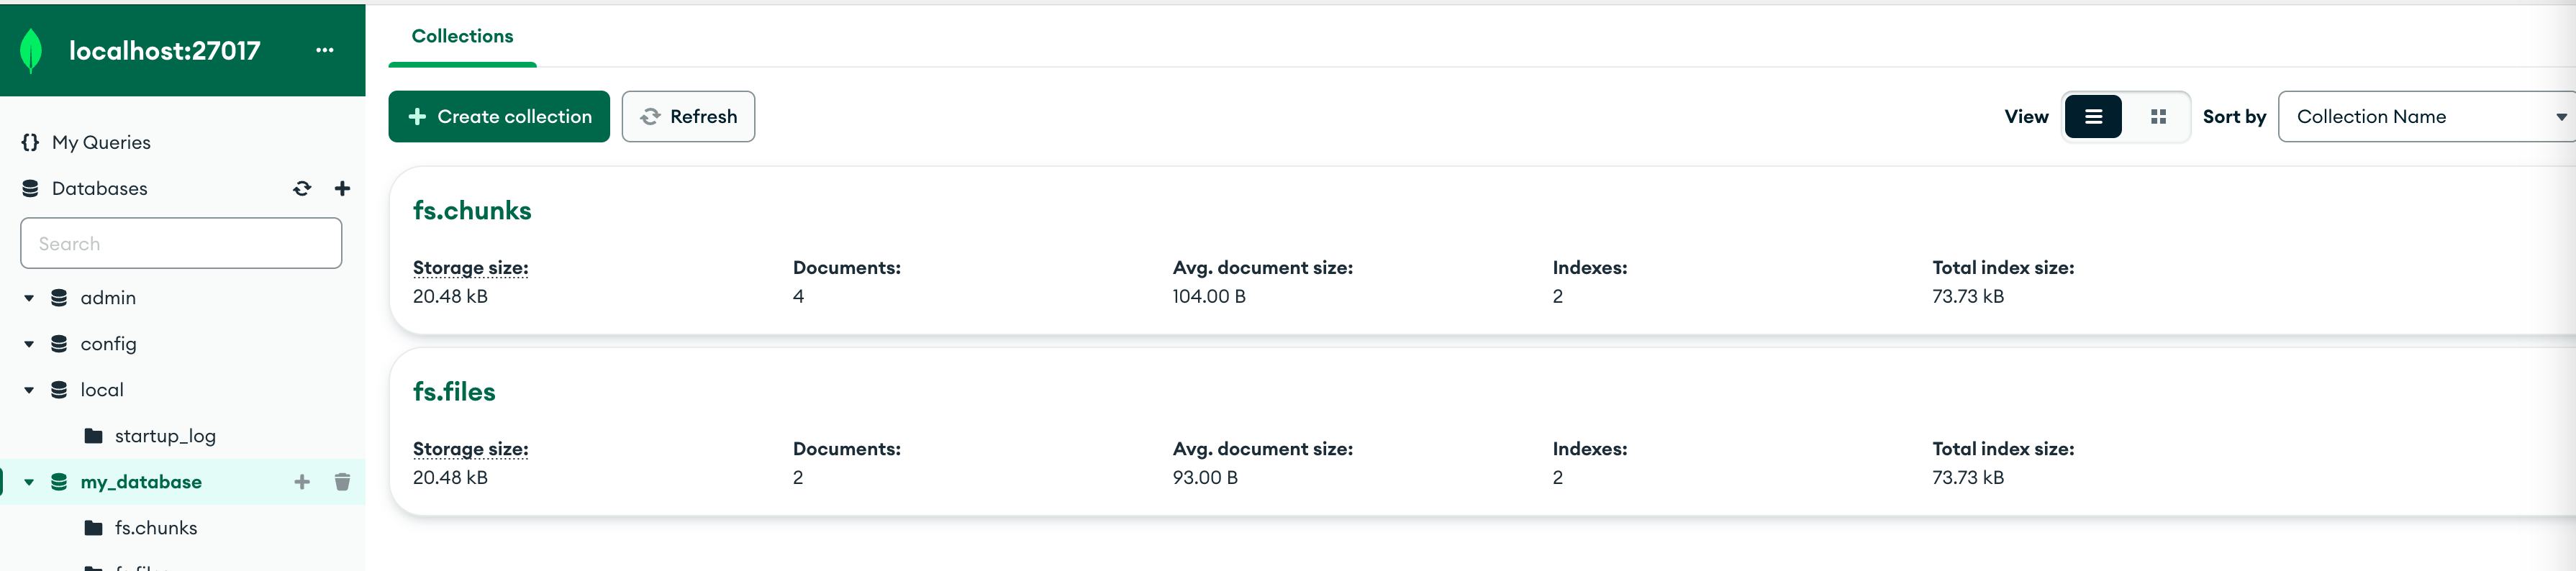 localhost:27017
My Queries
Databases
Search
admin
config
local
startup_log
my_database
fs.chunks
Collections
Create collection
Refresh
View
Sort by
Collection Name
fs.chunks
Storage size: Documents: Avg. document size: Indexes: Total index size:
20.48 kB 4 104.00 B 2 73.73 kB
fs.files
Storage size: Documents: Avg. document size: Indexes: Total index size:
20.48 kB 2 93.00 B 2 73.73 kB